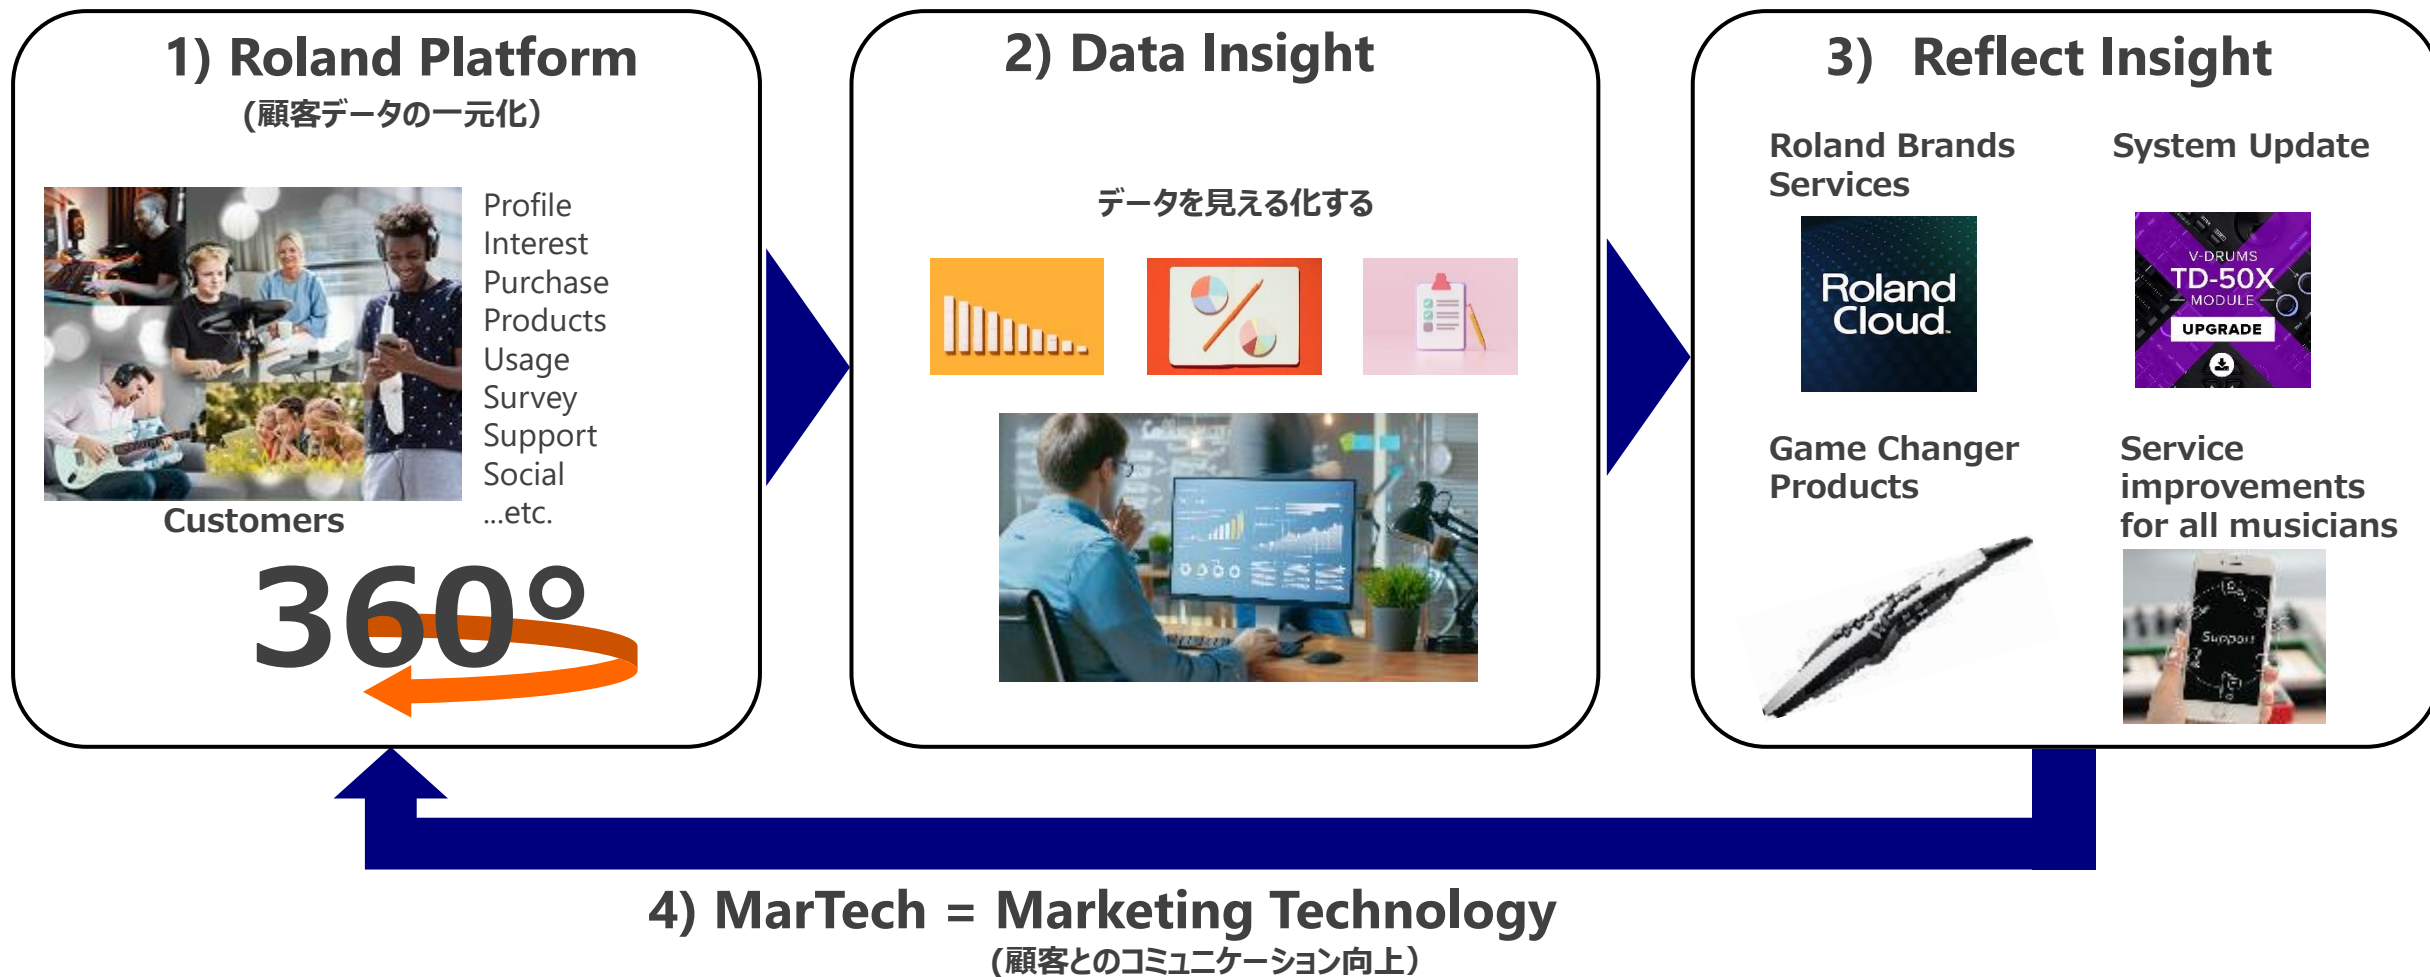 1) Roland Platform
(顧客データの一元化）
Profile
Interest
Purchase
Products
Usage
Survey
Support
Social
...etc.
Customers
360°
2) Data Insight
データを見える化する
3) Reflect Insight
Roland Brands
Services
Roland
Cloud
System Update
V-DRUMS
TD-50X
MODULE
UPGRADE
Game Changer
Products
Service
improvements
for all musicians
Support
4) MarTech = Marketing Technology
(顧客とのコミュニケーション向上）